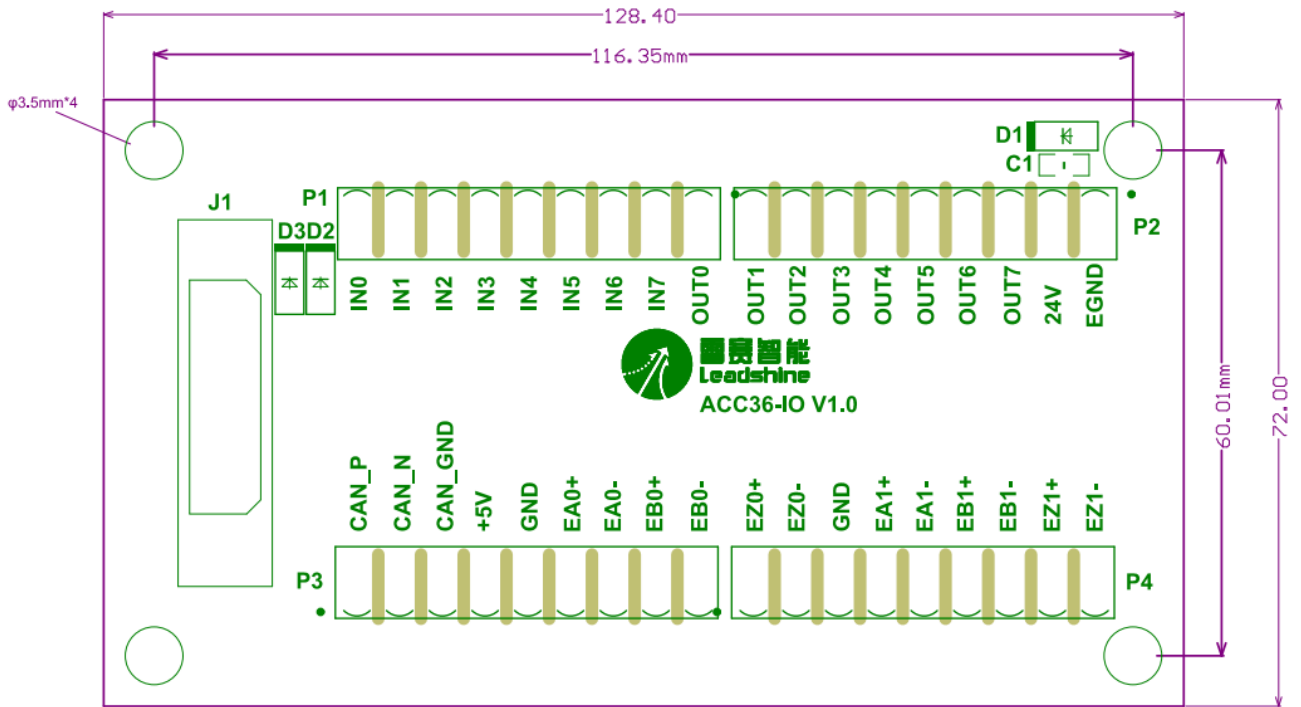 128.40
116.35mm
φ3.5mm*4
D1
C1
J1
P1
P2
D3
D2
IN0
IN1
IN2
IN3
IN4
IN5
IN6
IN7
OUT0
OUT1
OUT2
OUT3
OUT4
OUT5
OUT6
OUT7
24V
EGND
雷赛智能
Leadshine
ACC36-IO V1.0
60.01mm
72.00
CAN_P
CAN_N
CAN_GND
+5V
GND
EA0+
EA0-
EB0+
EB0-
EZ0+
EZ0-
GND
EA1+
EA1-
EB1+
EB1-
EZ1+
EZ1-
P3
P4